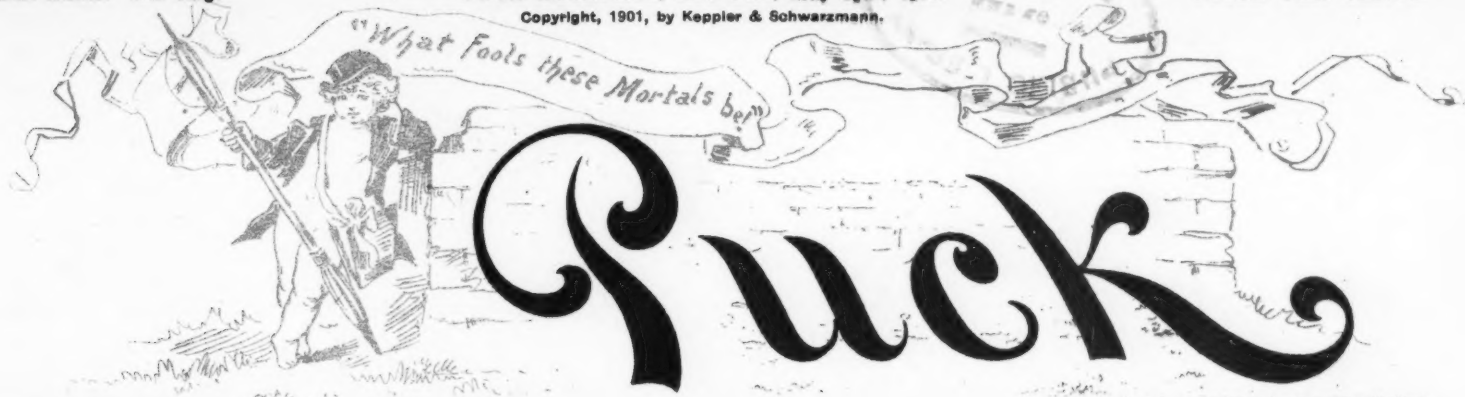 Copyright, 1901, by Keppler & Schwarzmann.
"What Fools these Mortals be!"
Puck